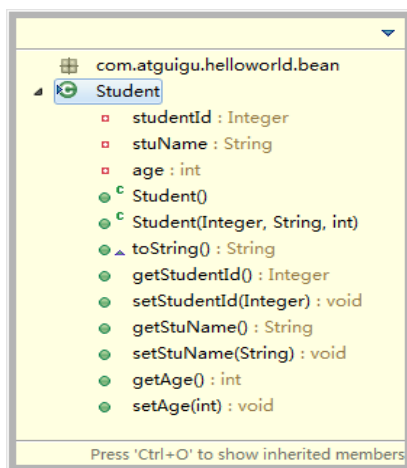 com.atguigu.helloworld.bean
Student
studentId : Integer
stuName : String
age : int
C Student()
C Student(Integer, String, int)
toString() : String
getStudentId() : Integer
setStudentId(Integer) : void
getStuName() : String
setStuName(String) : void
getAge() : int
setAge(int) : void
Press 'Ctrl+O' to show inherited members